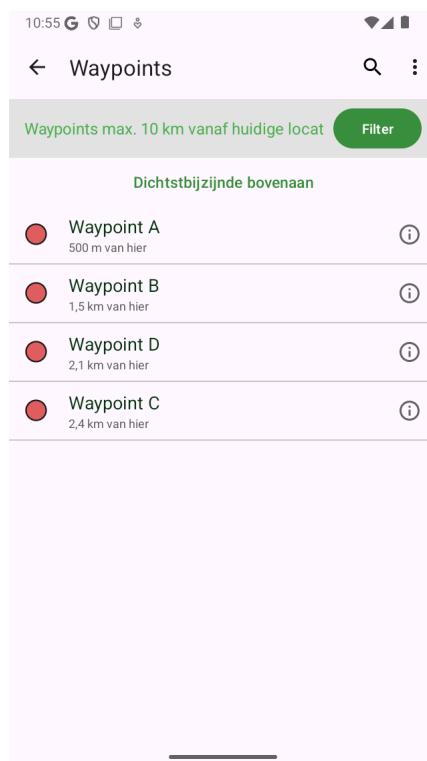 10:55
Waypoints
Waypoints max. 10 km vanaf huidige locat
Filter
Dichtstbijzijnde bovenaan
Waypoint A
500 m van hier
Waypoint B
1,5 km van hier
Waypoint D
2,1 km van hier
Waypoint C
2,4 km van hier